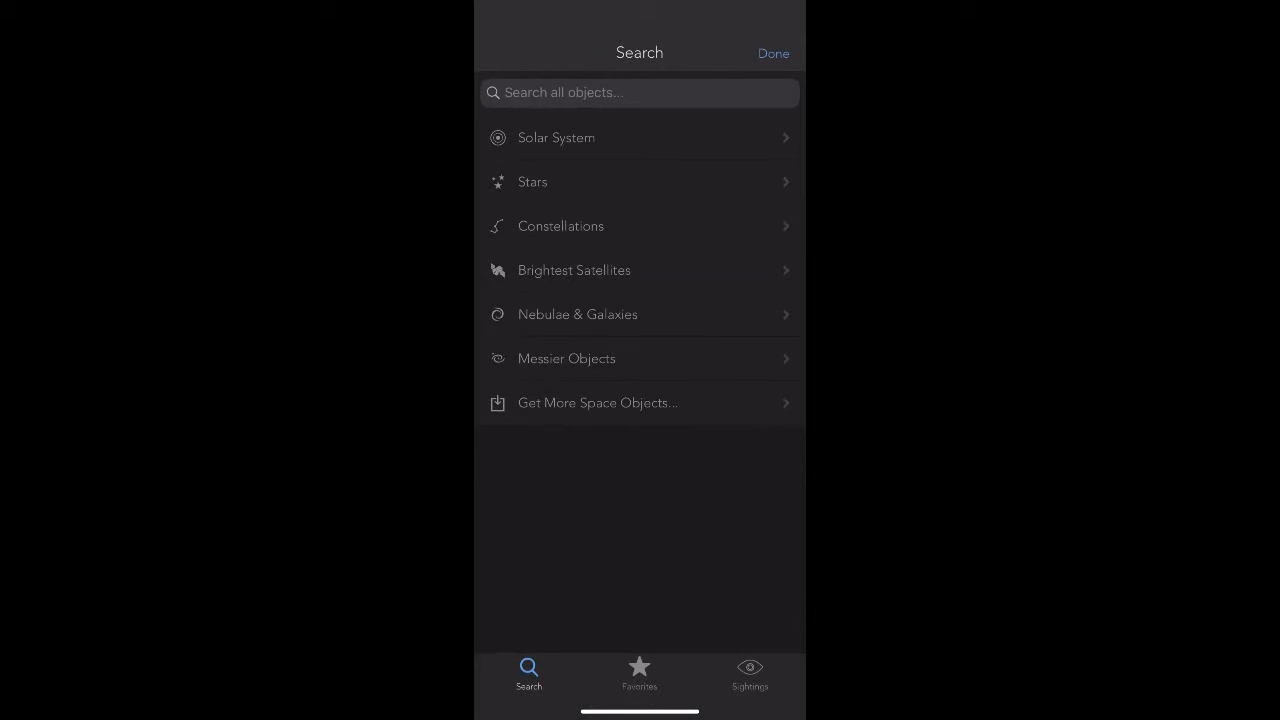 Search
Done
Search all objects...
Solar System
Stars
Constellations
Brightest Satellites
Nebulae & Galaxies
Messier Objects
Get More Space Objects...
Search
Favorites
Sightings